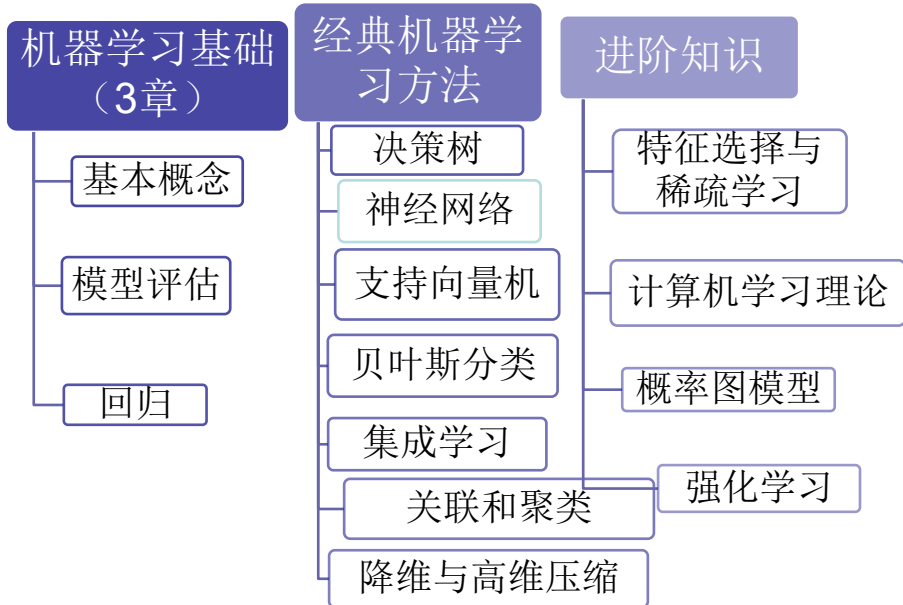 机器学习基础
（3章）
基本概念
模型评估
回归
经典机器学
习方法
决策树
神经网络
支持向量机
贝叶斯分类
集成学习
关联和聚类
降维与高维压缩
进阶知识
特征选择与
稀疏学习
计算机学习理论
概率图模型
强化学习